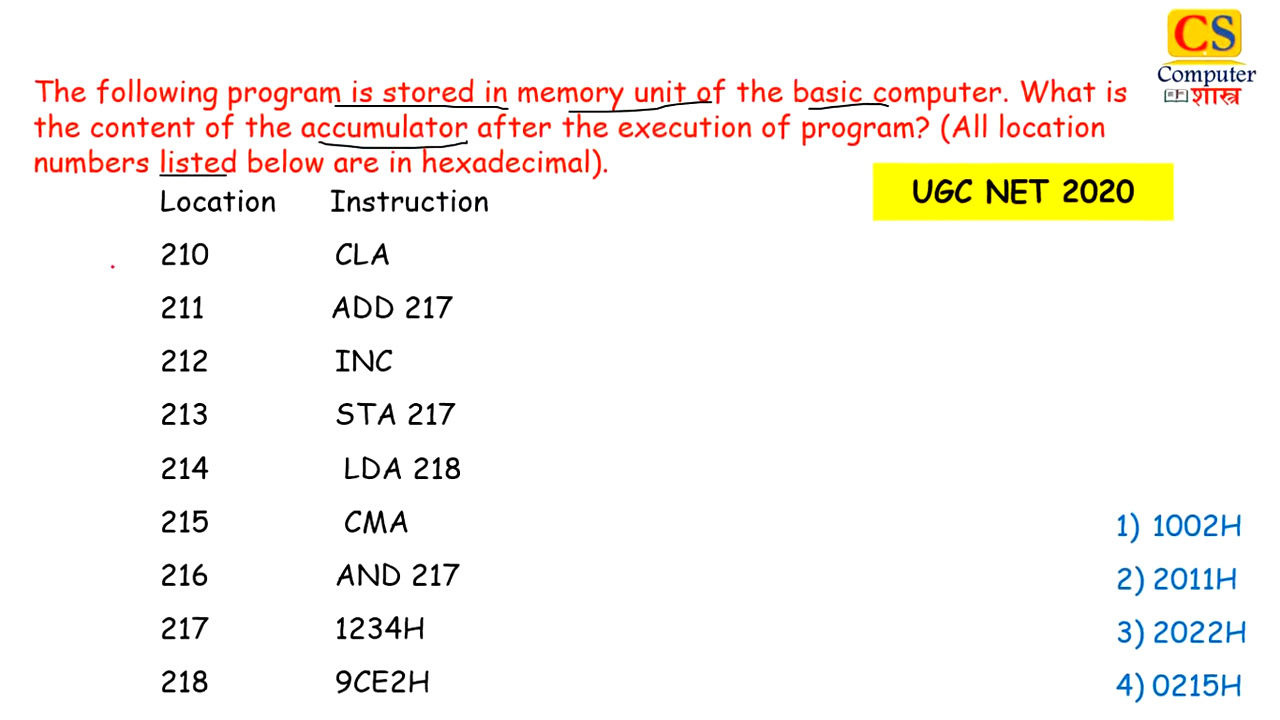 CS
Computer
शास्त्र
The following program is stored in memory unit of the basic computer. What is
the content of the accumulator after the execution of program? (All location
numbers listed below are in hexadecimal).
UGC NET 2020
Location Instruction
210 CLA
211 ADD 217
212 INC
213 STA 217
214 LDA 218
215 CMA
216 AND 217
217 1234H
218 9CE2H
1) 1002H
2) 2011H
3) 2022H
4) 0215H